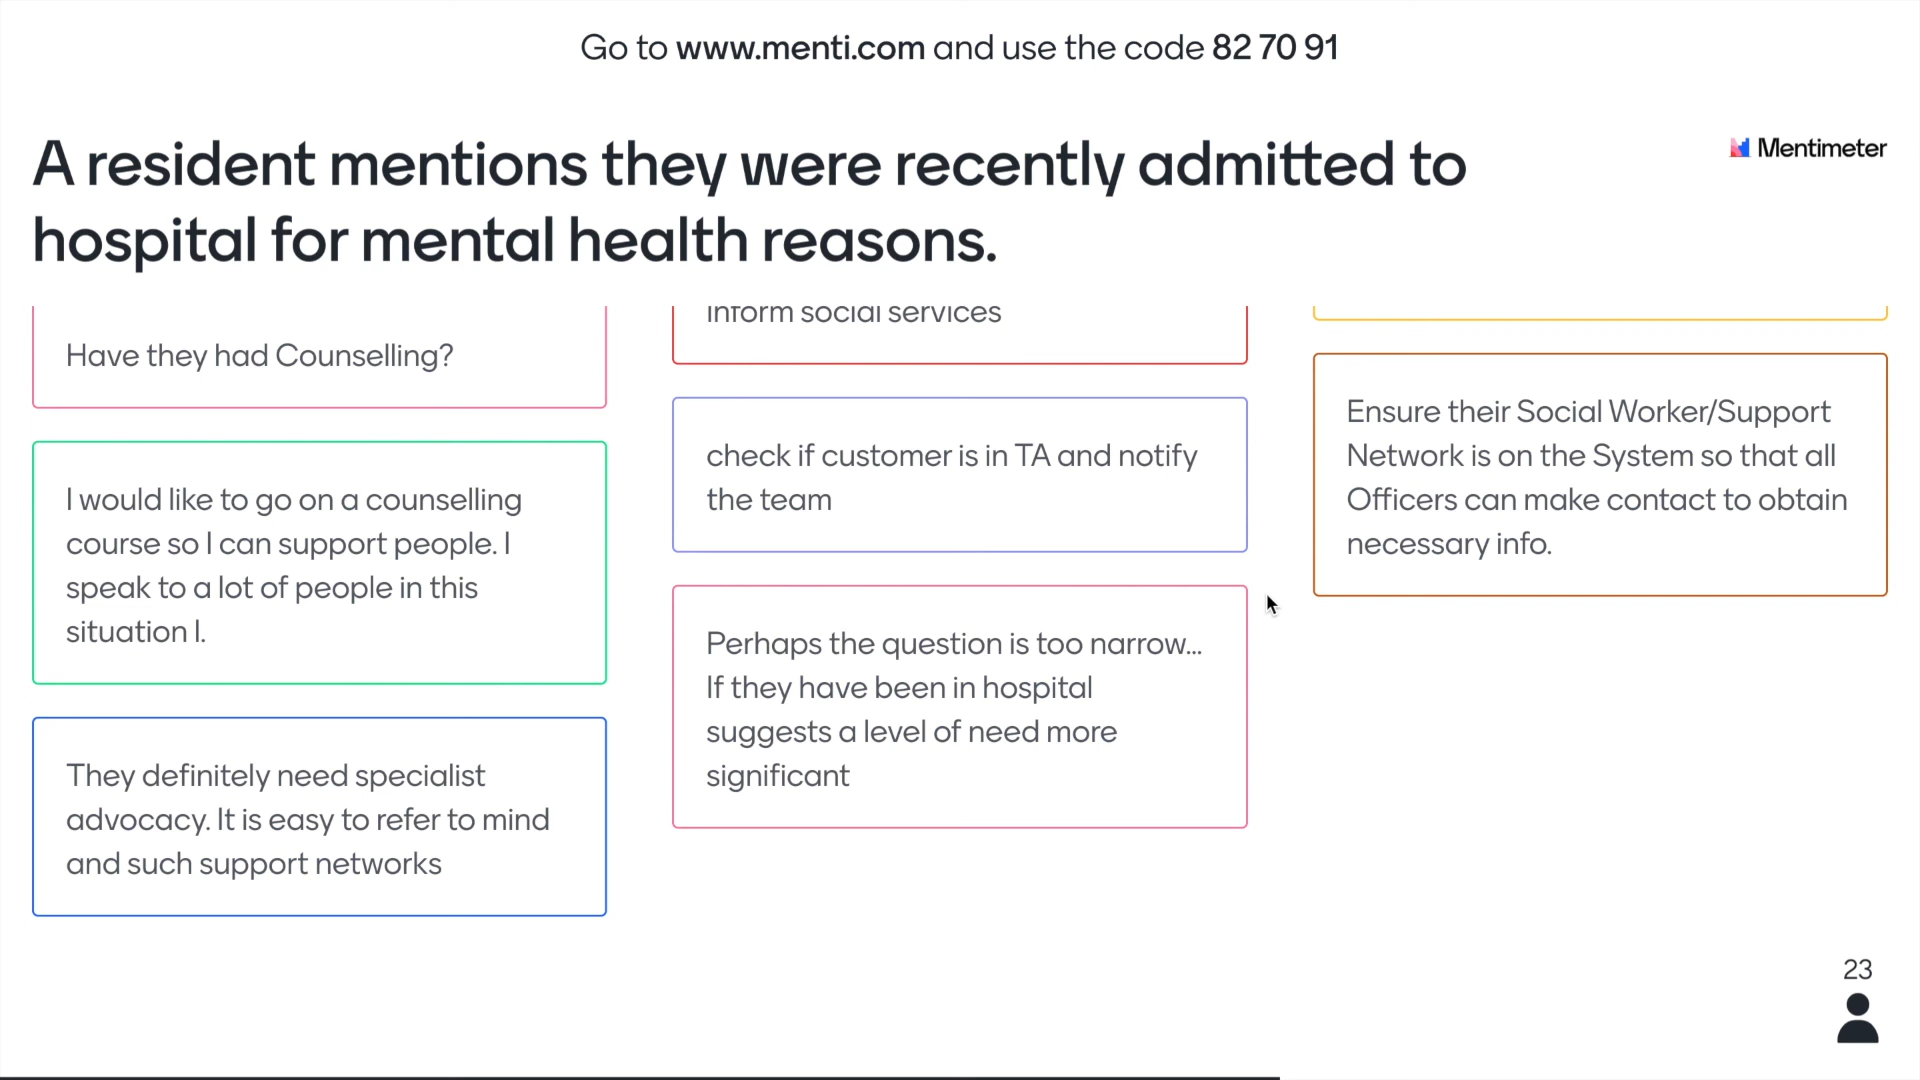 Go to www.menti.com and use the code 82 70 91
A resident mentions they were recently admitted to
hospital for mental health reasons.
Mentimeter
Have they had Counselling?
I would like to go on a counselling
course so I can support people. I
speak to a lot of people in this
situation I.
They definitely need specialist
advocacy. It is easy to refer to mind
and such support networks
inform social services
check if customer is in TA and notify
the team
Perhaps the question is too narrow...
If they have been in hospital
suggests a level of need more
significant
Ensure their Social Worker/Support
Network is on the System so that all
Officers can make contact to obtain
necessary info.
23